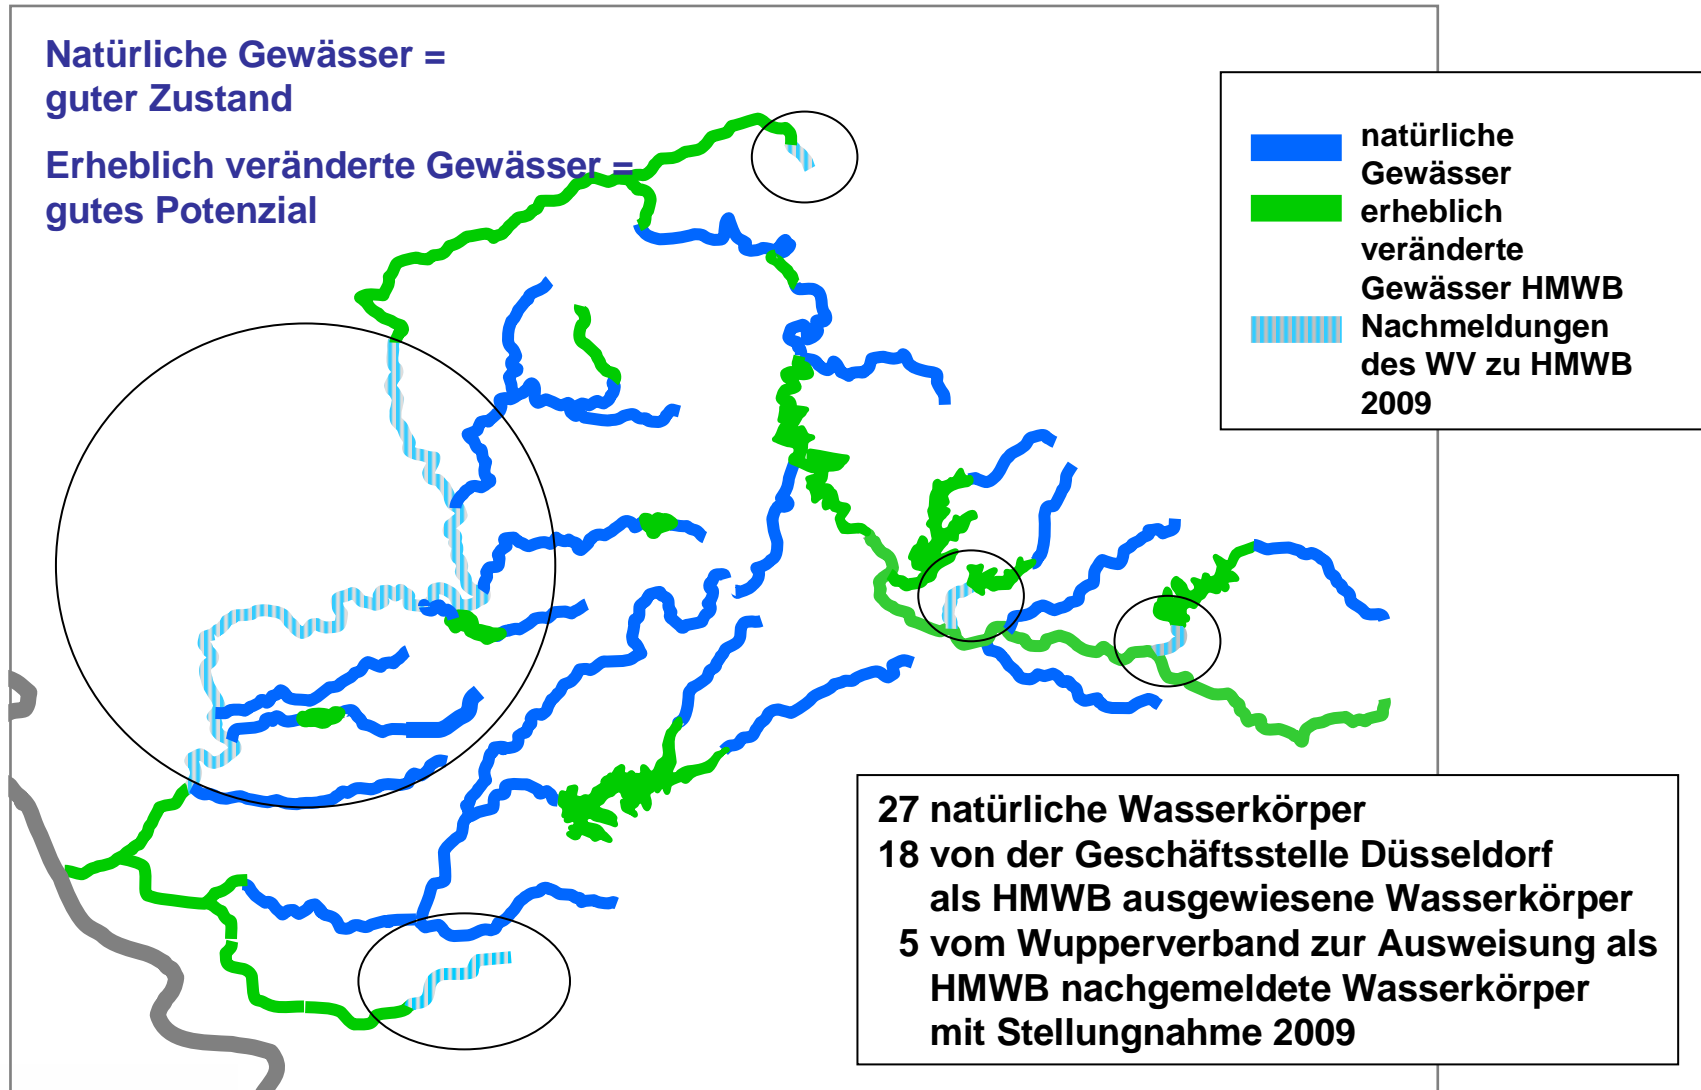 Natürliche Gewässer =
guter Zustand
Erheblich veränderte Gewässer =
gutes Potenzial
natürliche
Gewässer
erheblich
veränderte
Gewässer HMWB
Nachmeldungen
des WV zu HMWB
2009
27 natürliche Wasserkörper
18 von der Geschäftsstelle Düsseldorf
als HMWB ausgewiesene Wasserkörper
5 vom Wupperverband zur Ausweisung als
HMWB nachgemeldete Wasserkörper
mit Stellungnahme 2009